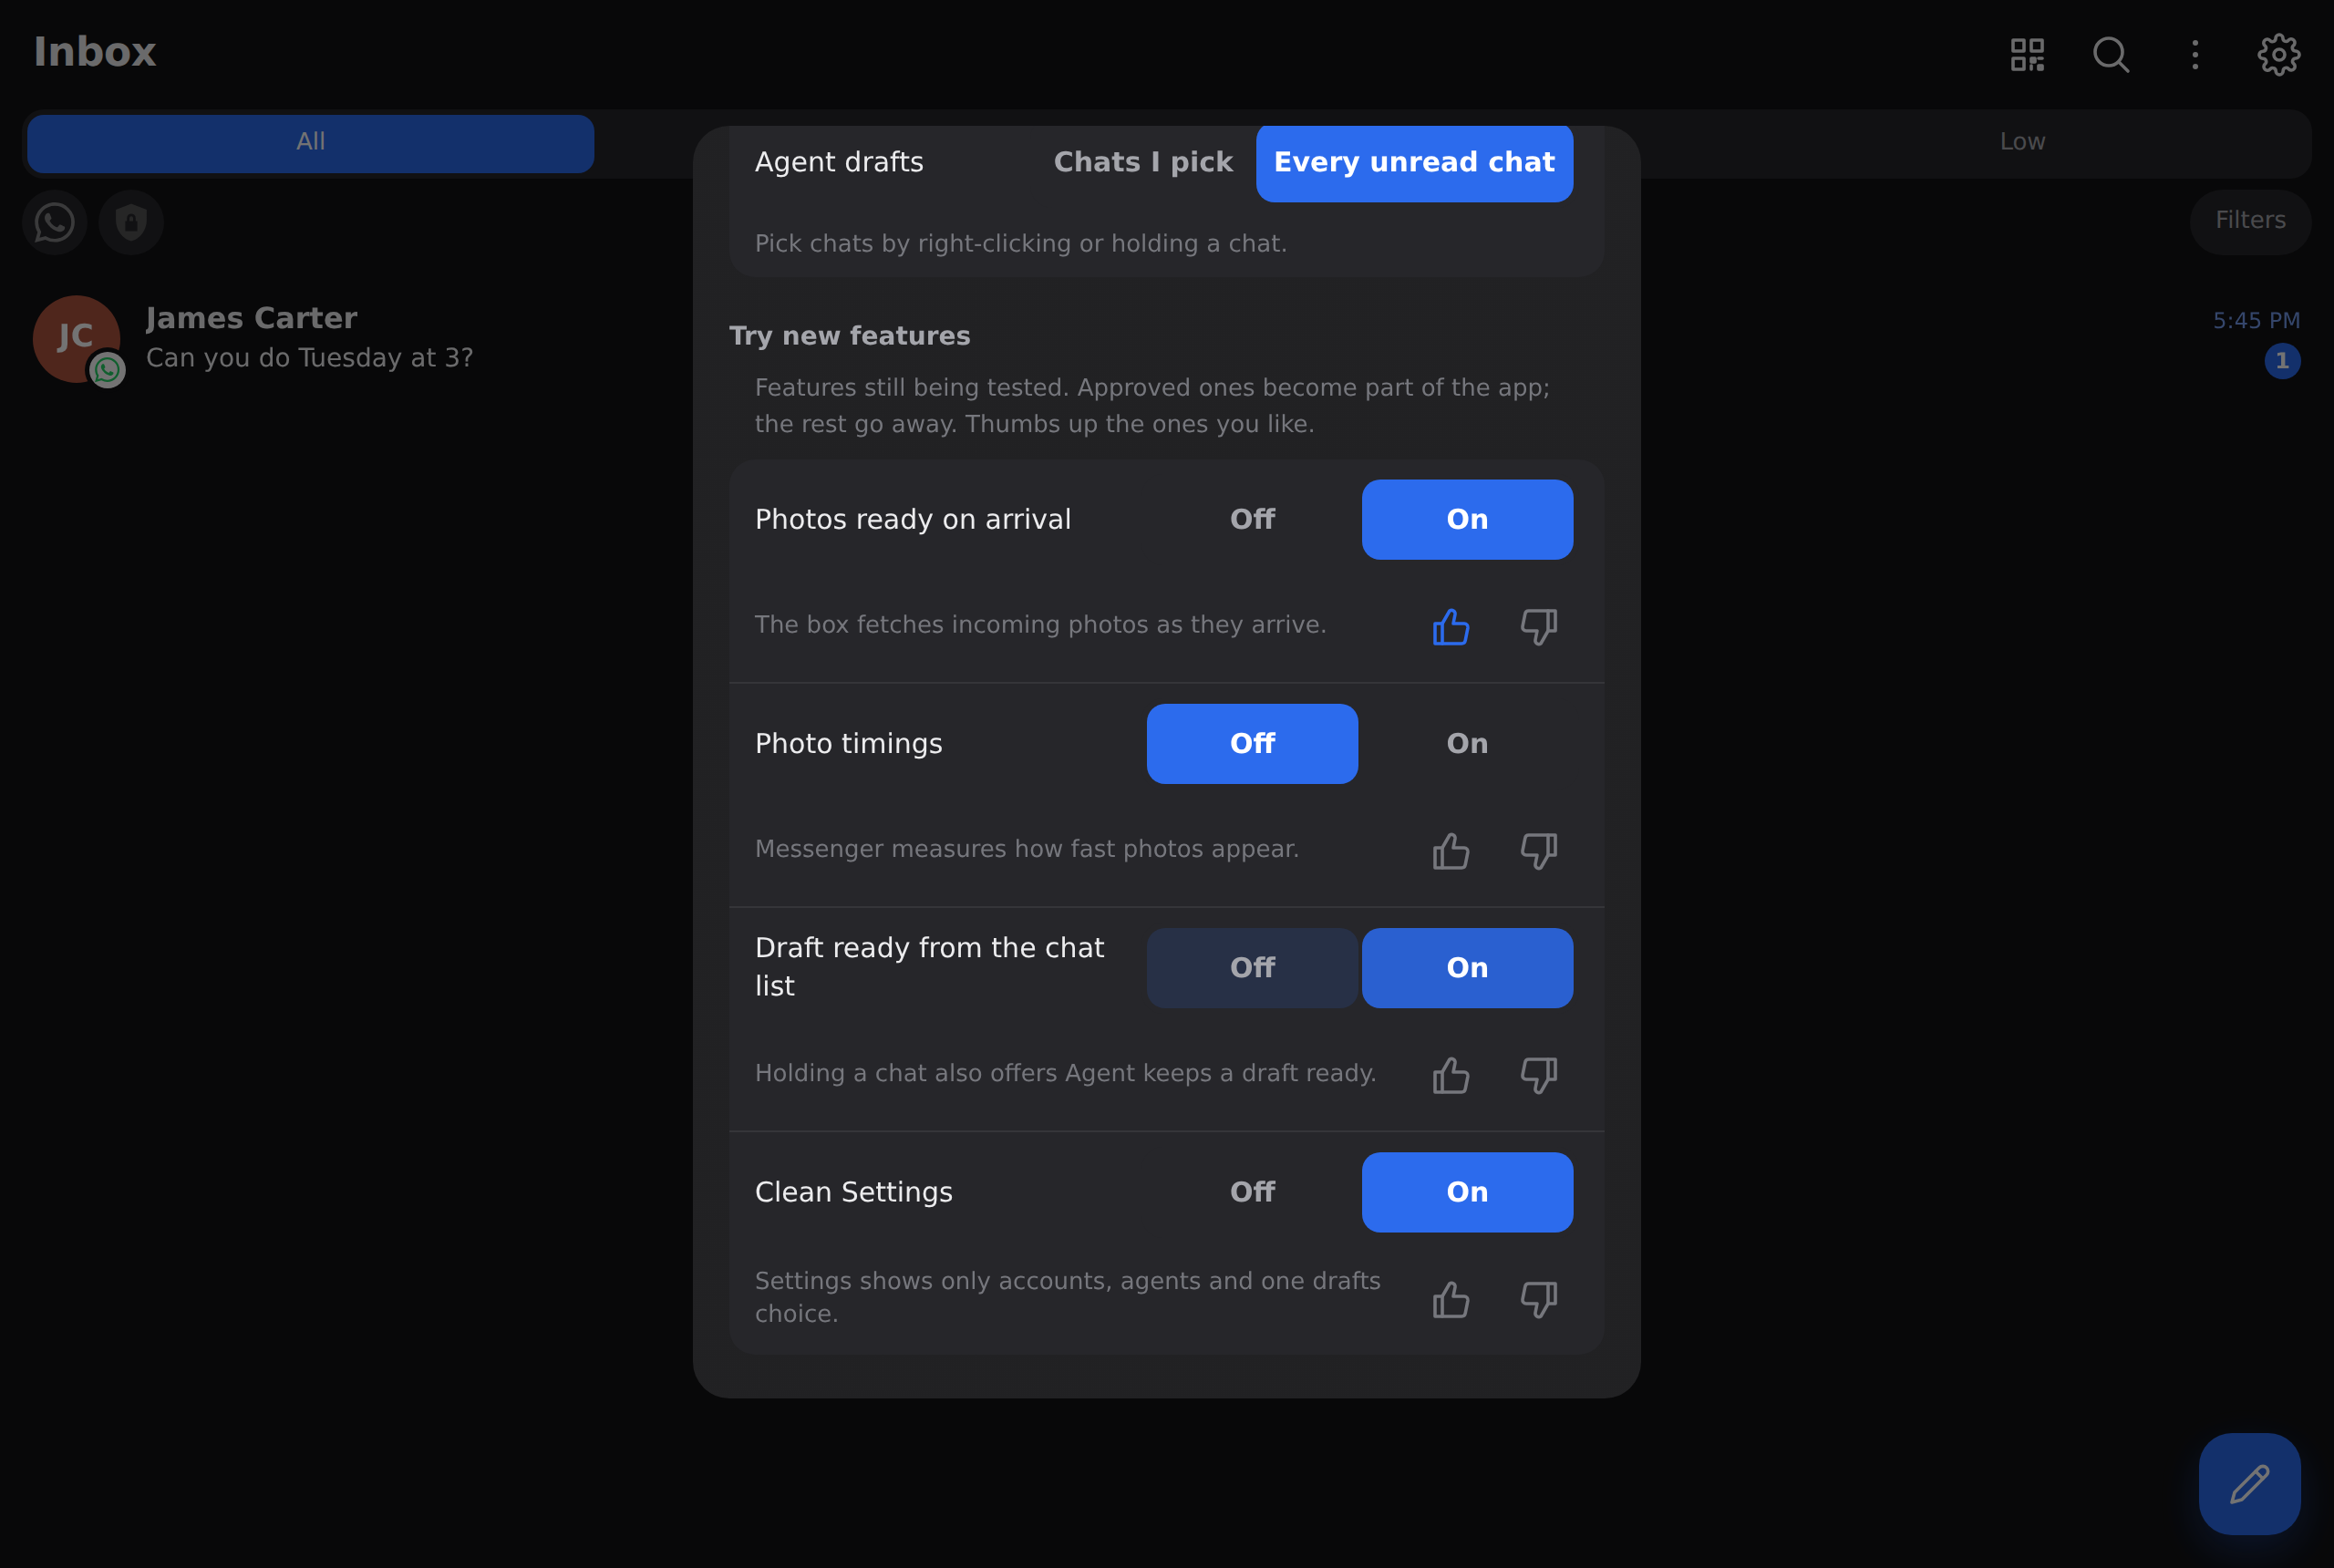 Inbox
All
Low
Filters
JC
James Carter
Can you do Tuesday at 3?
5:45 PM
1
Agent drafts
Chats I pick
Every unread chat
Pick chats by right-clicking or holding a chat.
Try new features
Features still being tested. Approved ones become part of the app;
the rest go away. Thumbs up the ones you like.
Photos ready on arrival
Off
On
The box fetches incoming photos as they arrive.
Photo timings
Off
On
Messenger measures how fast photos appear.
Draft ready from the chat
list
Off
On
Holding a chat also offers Agent keeps a draft ready.
Clean Settings
Off
On
Settings shows only accounts, agents and one drafts
choice.